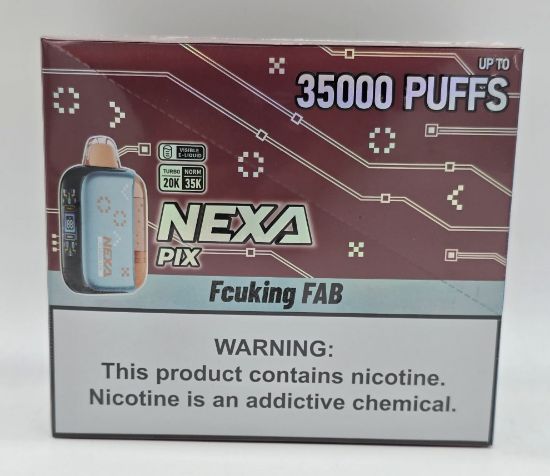 UP TO
35000 PUFFS
VISIBLE
E-LIQUID
TURBO NORM
20K 35K
NEXA
PIX
NEXA
Fcuking FAB
WARNING:
This product contains nicotine.
Nicotine is an addictive chemical.